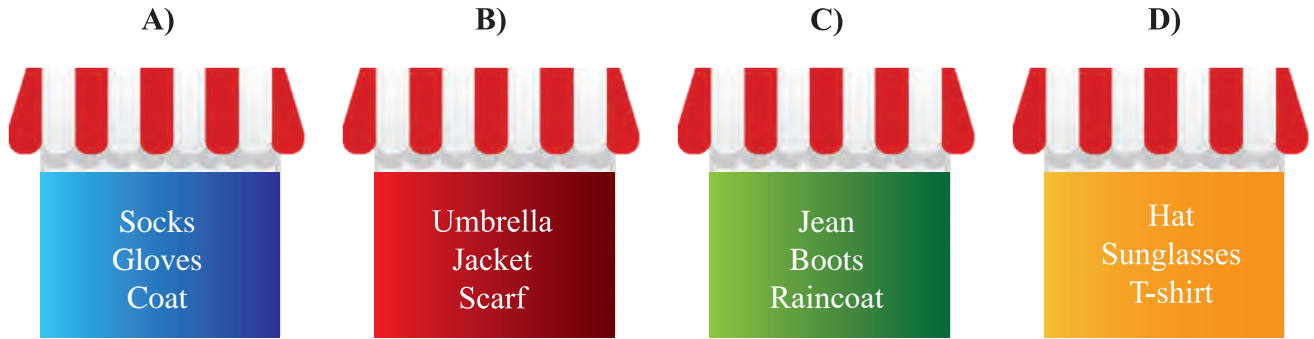 A)
B)
C)
D)
Socks
Gloves
Coat
Umbrella
Jacket
Scarf
Jean
Boots
Raincoat
Hat
Sunglasses
T-shirt